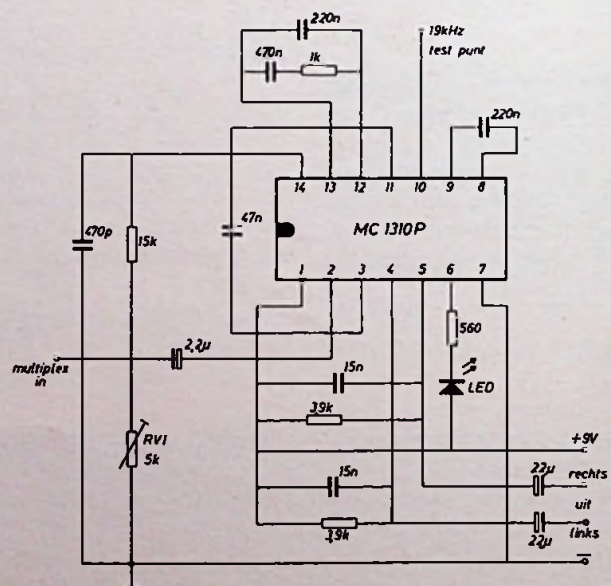 220n
470n
1k
19kHz
test punt
220n
14 13 12 11 10 9 8
MC 1310P
1 2 3 4 5 6 7
470p
15k
47n
2,2µ
multiplex
in
560
LED
15n
3,9k
RV1
5k
15n
3,9k
+9V
22µ
rechts
uit
22µ
links
–